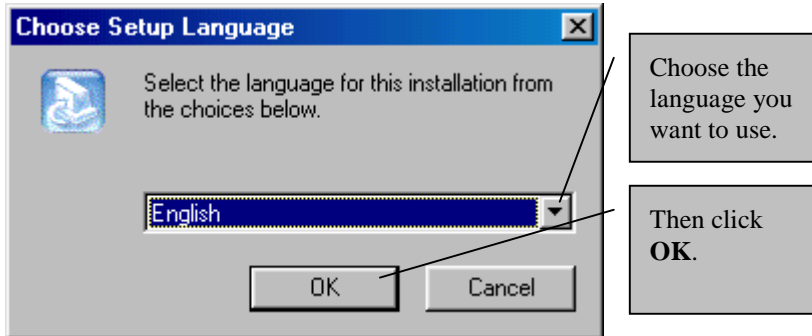 Choose Setup Language
Select the language for this installation from
the choices below.
English
OK
Cancel
Choose the
language you
want to use.
Then click
OK.